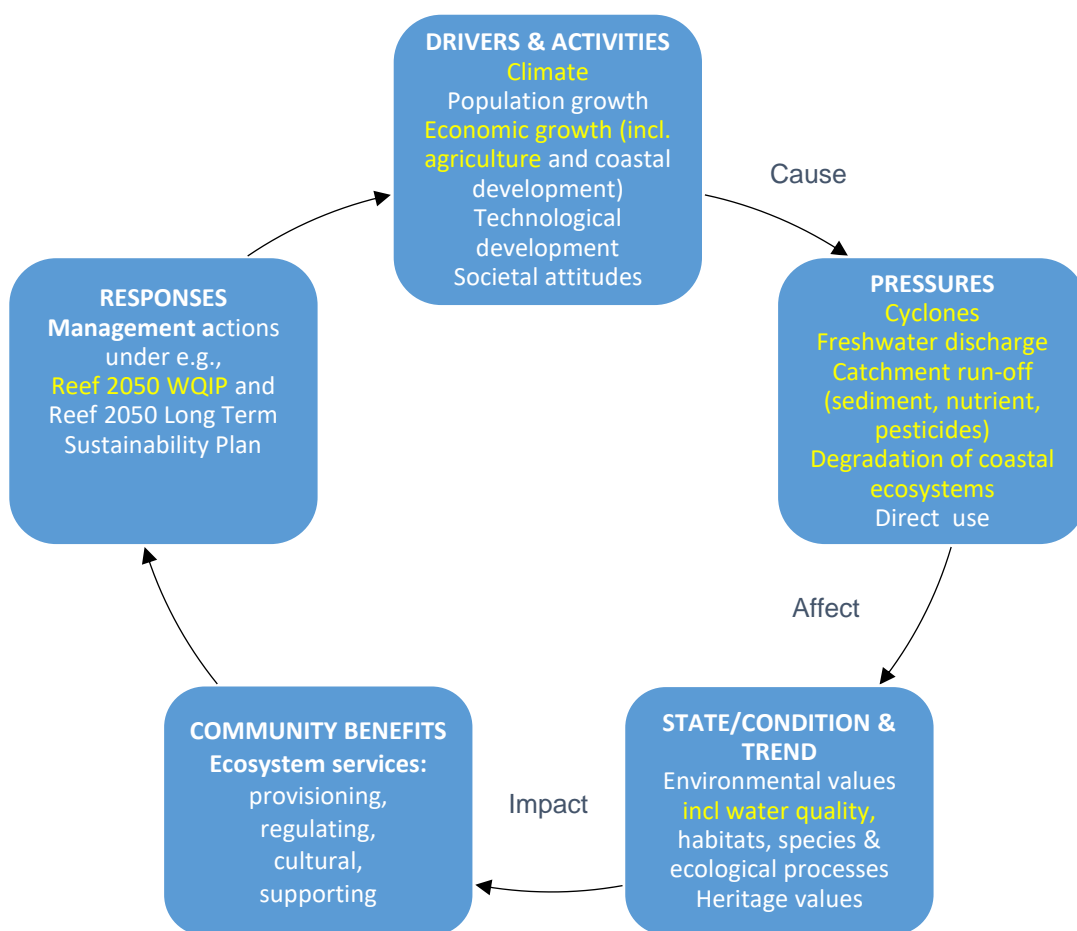 DRIVERS & ACTIVITIES
Climate
Population growth
Economic growth (incl.
agriculture and coastal
development)
Technological
development
Societal attitudes
Cause
PRESSURES
Cyclones
Freshwater discharge
Catchment run-off
(sediment, nutrient,
pesticides)
Degradation of coastal
ecosystems
Direct use
Affect
STATE/CONDITION &
TREND
Environmental values
incl water quality,
habitats, species &
ecological processes
Heritage values
Impact
COMMUNITY BENEFITS
Ecosystem services:
provisioning,
regulating,
cultural,
supporting
RESPONSES
Management actions
under e.g.,
Reef 2050 WQIP and
Reef 2050 Long Term
Sustainability Plan